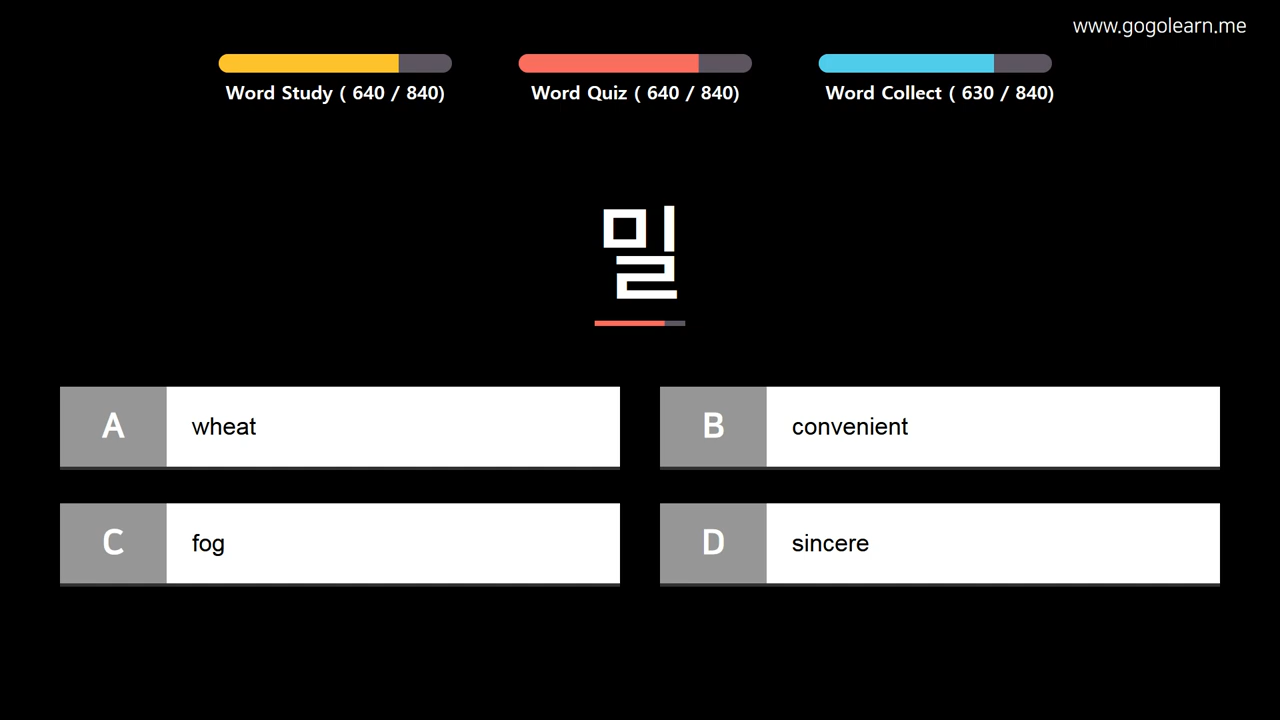 www.gogolearn.me
Word Study ( 640 / 840)
Word Quiz ( 640 / 840)
Word Collect ( 630 / 840)
밀
A wheat
B convenient
C fog
D sincere